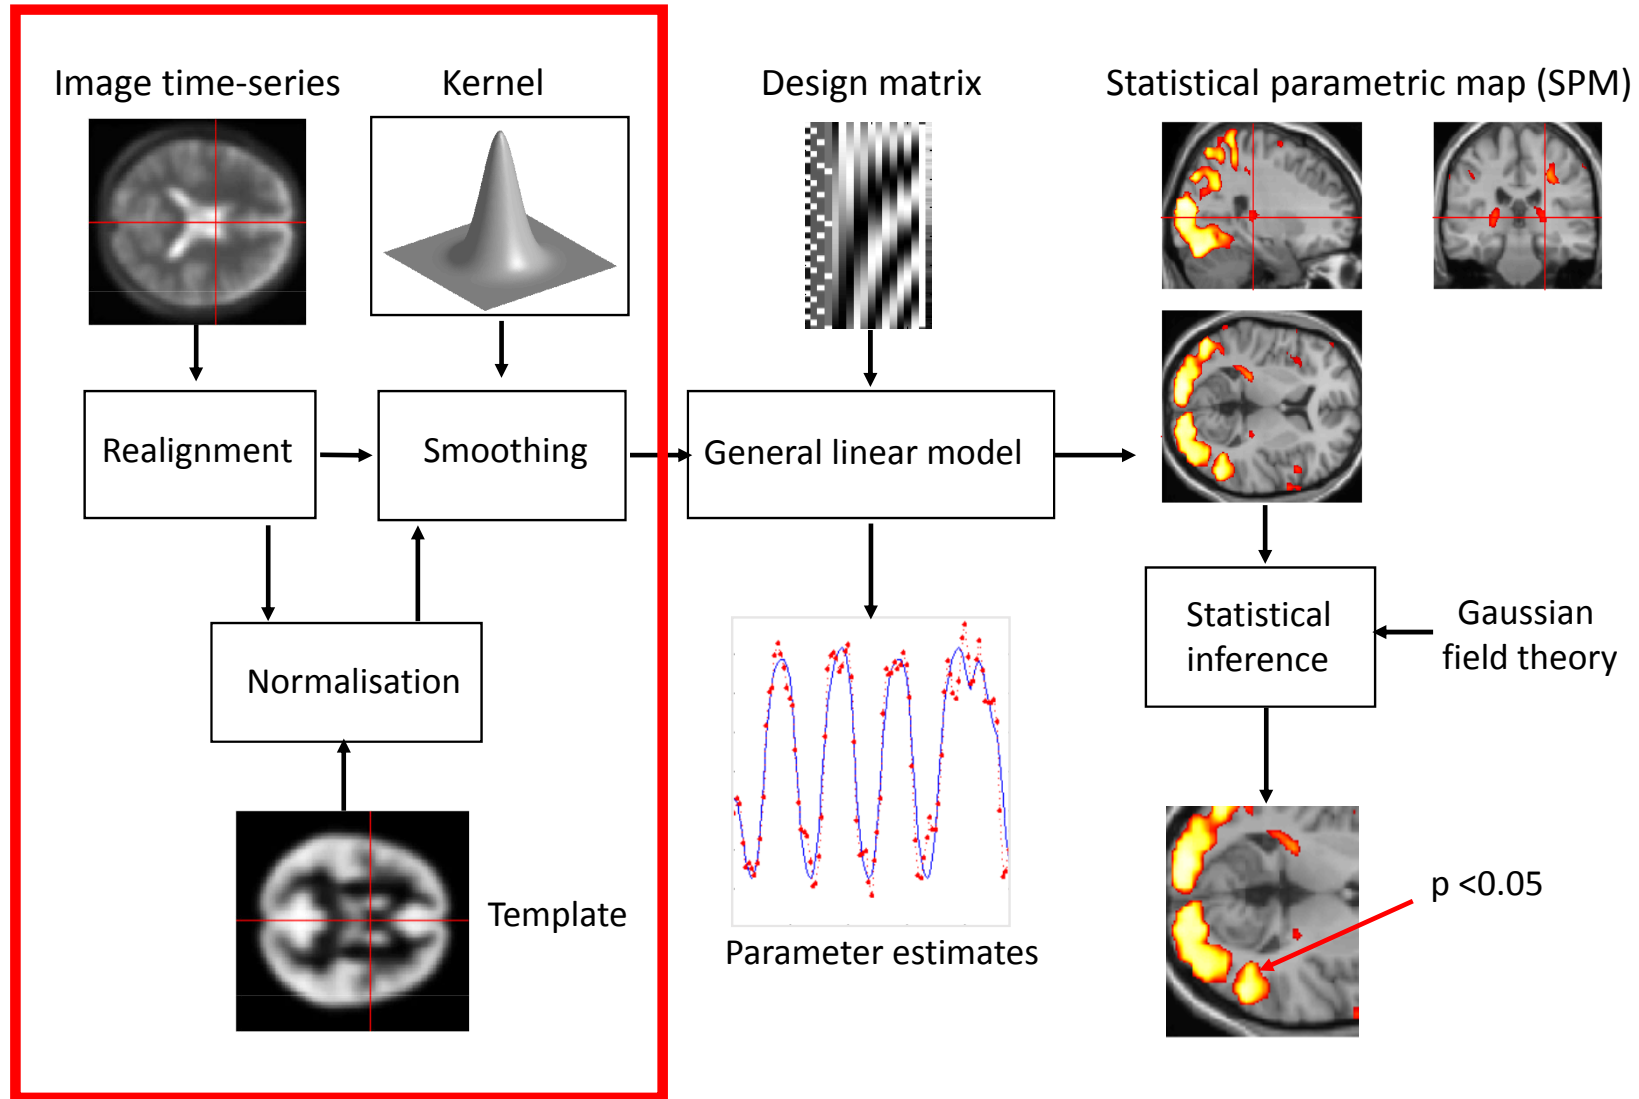 Image time-series
Kernel
Design matrix
Statistical parametric map (SPM)
Realignment
Smoothing
General linear model
Normalisation
Statistical
inference
Gaussian
field theory
Template
Parameter estimates
p <0.05